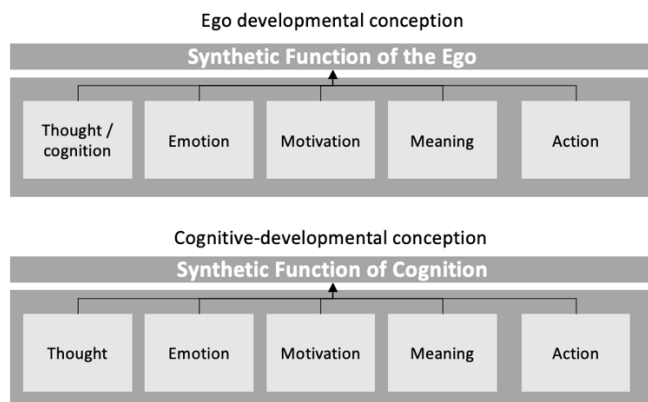 Ego developmental conception
Synthetic Function of the Ego
Thought /
cognition
Emotion
Motivation
Meaning
Action
Cognitive-developmental conception
Synthetic Function of Cognition
Thought
Emotion
Motivation
Meaning
Action